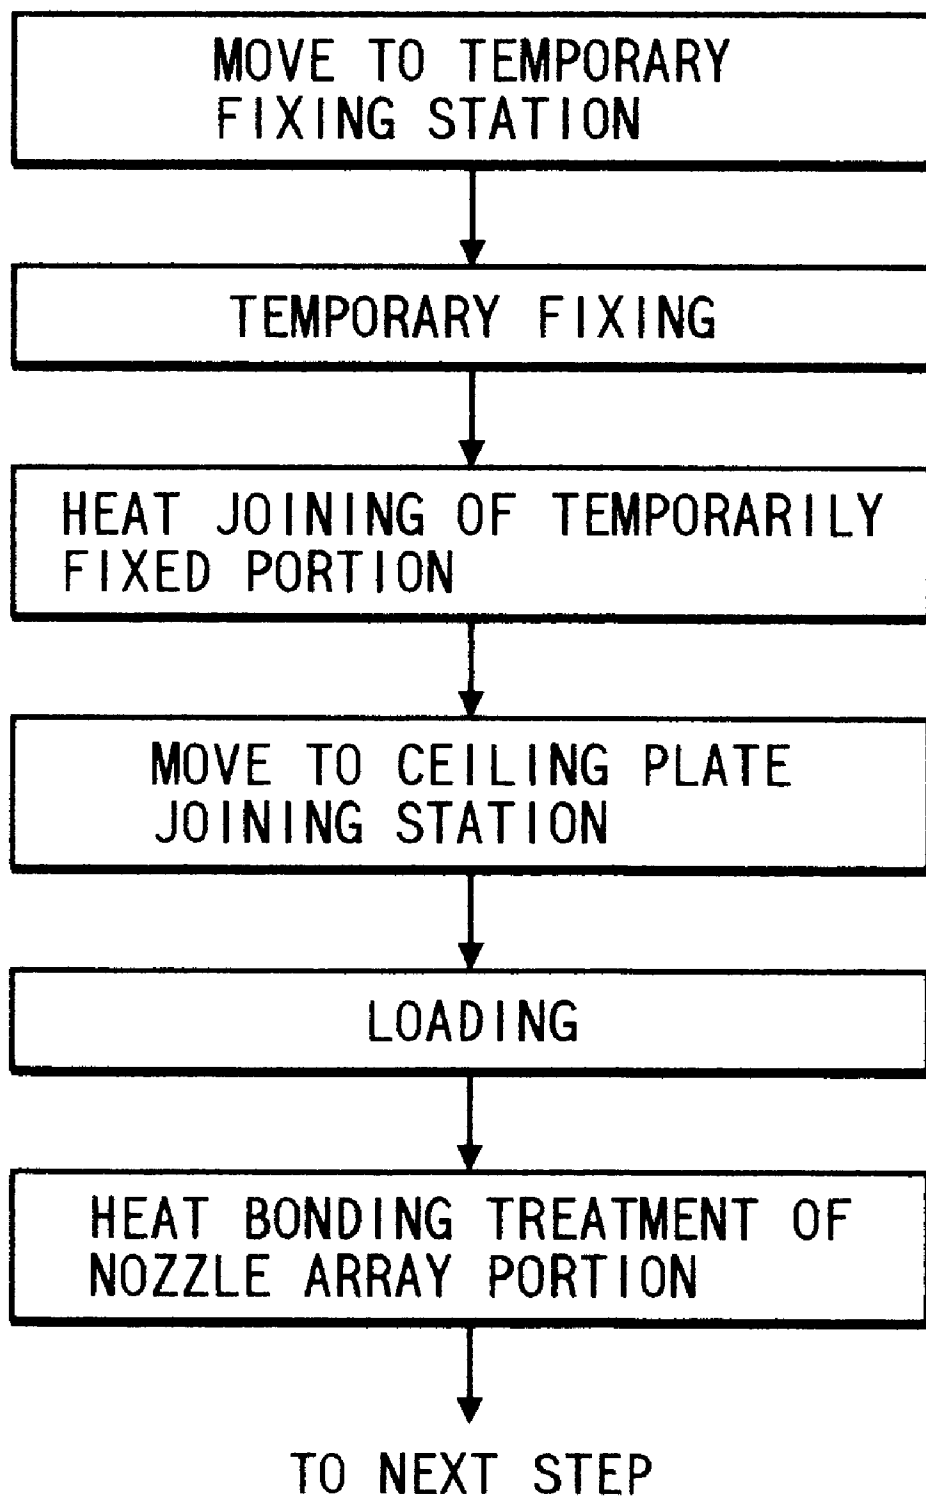 MOVE TO TEMPORARY
FIXING STATION
TEMPORARY FIXING
HEAT JOINING OF TEMPORARILY
FIXED PORTION
MOVE TO CEILING PLATE
JOINING STATION
LOADING
HEAT BONDING TREATMENT OF
NOZZLE ARRAY PORTION
TO NEXT STEP